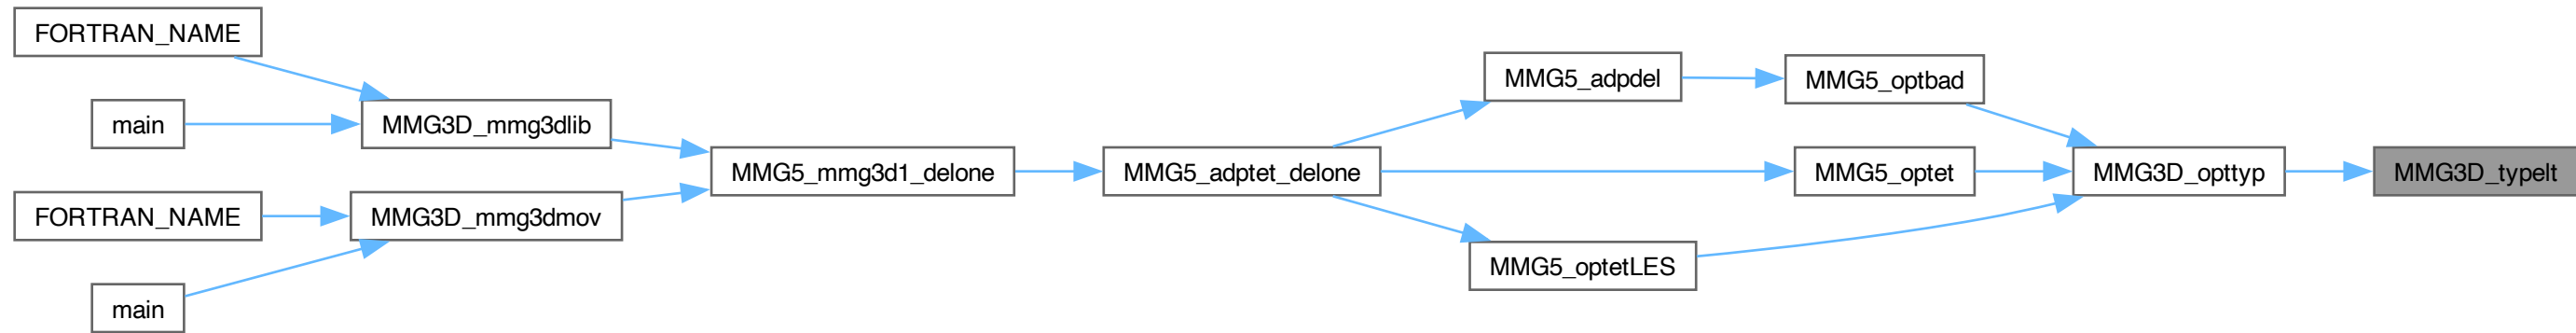 FORTRAN_NAME
main
MMG3D_mmg3dlib
FORTRAN_NAME
main
MMG3D_mmg3dmov
MMG5_mmg3d1_delone
MMG5_adptet_delone
MMG5_adpdel
MMG5_optbad
MMG5_optet
MMG5_optetLES
MMG3D_opttyp
MMG3D_typelt